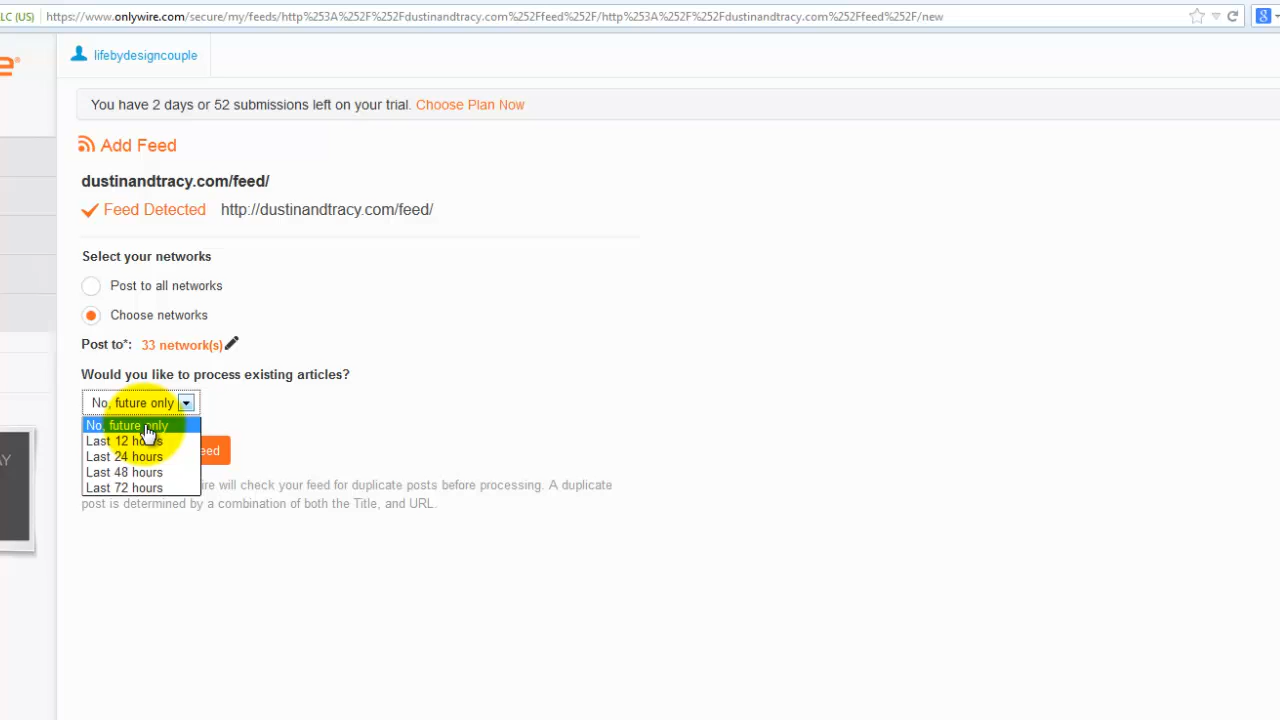 LC (US) https://www.onlywire.com/secure/my/feeds/http%253A%252F%252Fdustinandtracy.com%252Ffeed%252F/http%253A%252F%252Fdustinandtracy.com%252Ffeed%252F/new
e®
lifebydesigncouple
You have 2 days or 52 submissions left on your trial. Choose Plan Now
Add Feed
dustinandtracy.com/feed/
Feed Detected http://dustinandtracy.com/feed/
Select your networks
Post to all networks
Choose networks
Post to*: 33 network(s)
Would you like to process existing articles?
No, future only
No, future only
Last 12 hours
Last 24 hours
Last 48 hours
Last 72 hours
eed
AY
ire will check your feed for duplicate posts before processing. A duplicate
post is determined by a combination of both the Title, and URL.